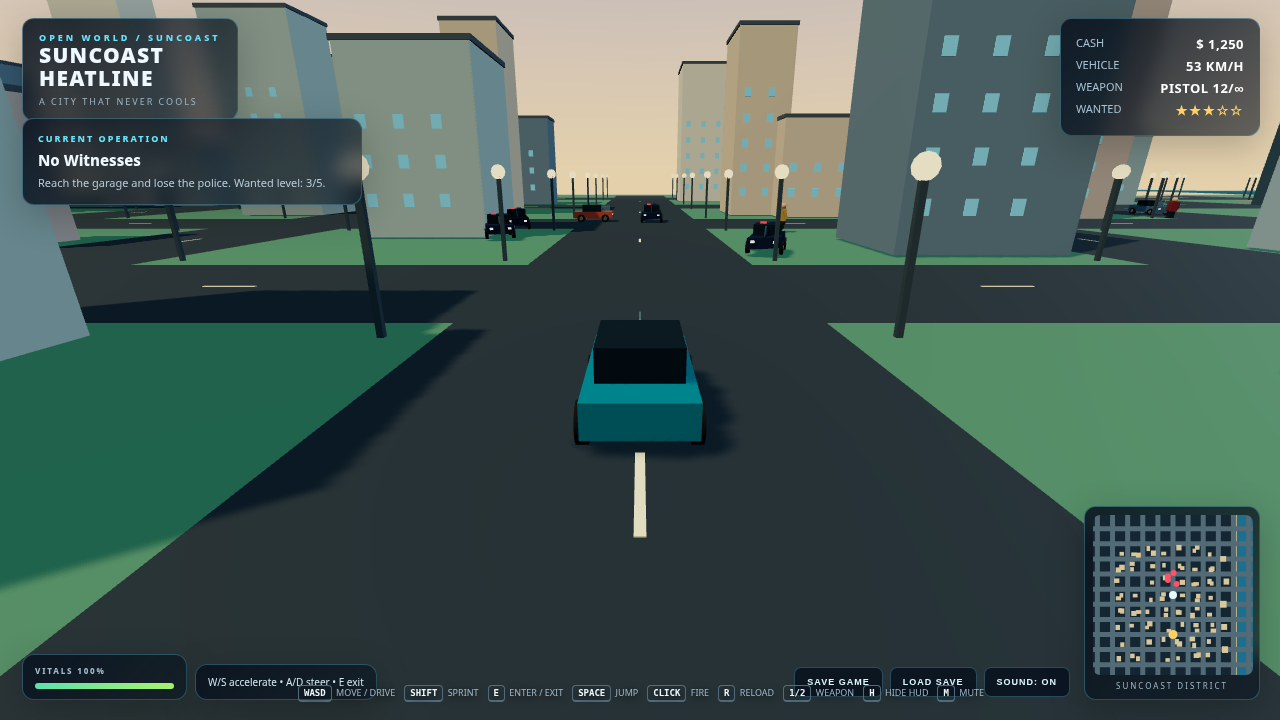 OPEN WORLD / SUNCOAST
SUNCOAST
HEATLINE
A CITY THAT NEVER COOLS
CURRENT OPERATION
No Witnesses
Reach the garage and lose the police. Wanted level: 3/5.
CASH $ 1,250
VEHICLE 53 KM/H
WEAPON PISTOL 12/∞
WANTED ★★★☆☆
SUNCOAST DISTRICT
VITALS 100%
W/S accelerate • A/D steer • E exit
SAVE GAME LOAD SAVE SOUND: ON
WASD MOVE / DRIVE SHIFT SPRINT E ENTER / EXIT SPACE JUMP CLICK FIRE R RELOAD 1/2 WEAPON H HIDE HUD M MUTE